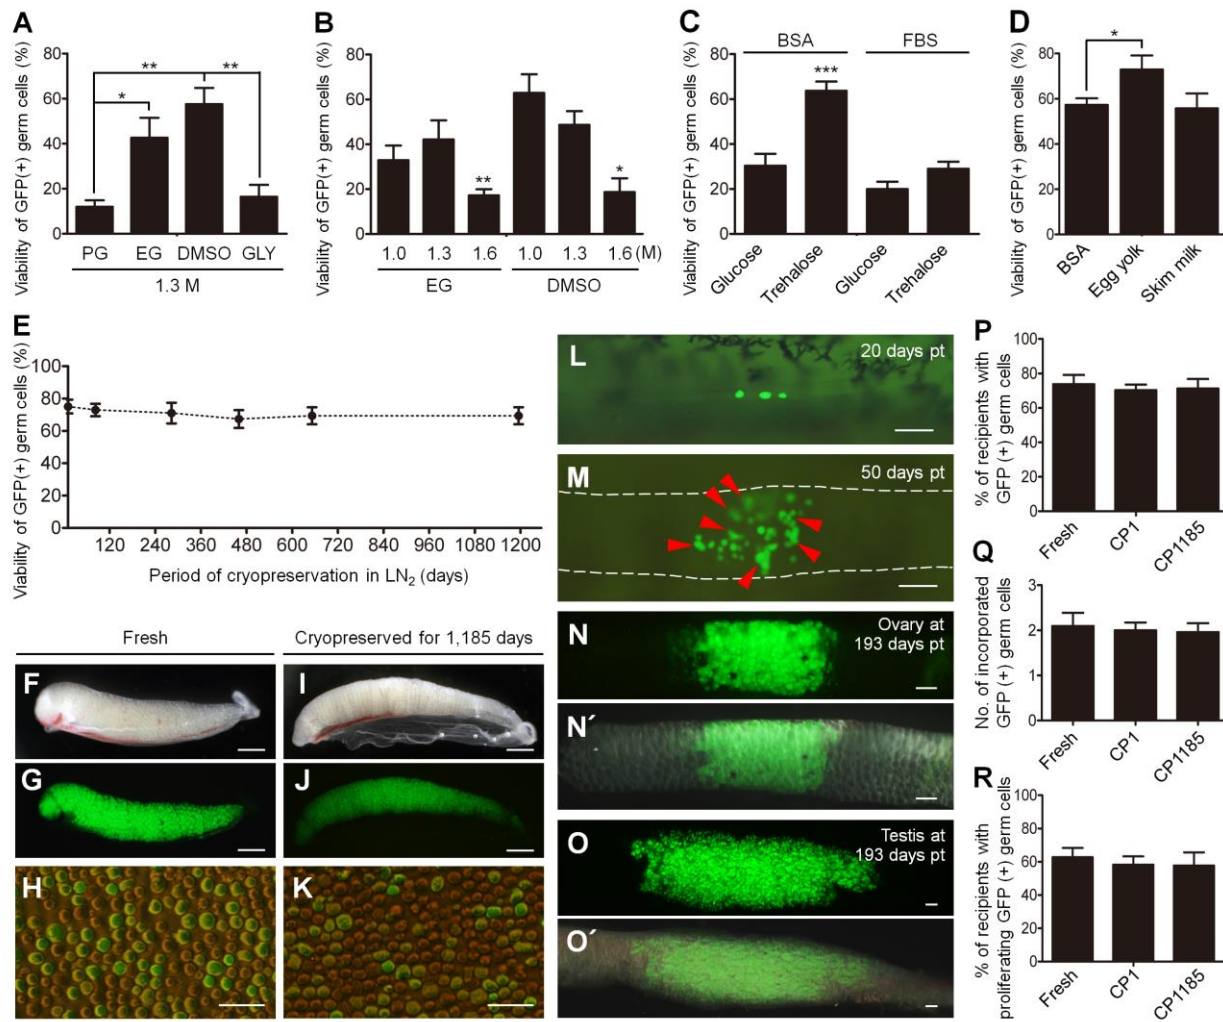 A
Viability of GFP(+) germ cells (%)
80
60
40
20
0
**
**
*
PG EG DMSO GLY
1.3 M
B
Viability of GFP(+) germ cells (%)
80
60
40
20
0
**
*
1.0 1.3 1.6 1.0 1.3 1.6 (M)
EG DMSO
C
Viability of GFP(+) germ cells (%)
BSA FBS
80
60
40
20
0
***
Glucose Trehalose Glucose Trehalose
D
Viability of GFP(+) germ cells (%)
80
60
40
20
0
*
BSA Egg yolk Skim milk
E
Viability of GFP(+) germ cells (%)
100
80
60
40
20
0
120 240 360 480 600 720 840 960 1080 1200
Period of cryopreservation in LN2 (days)
Fresh Cryopreserved for 1,185 days
F
I
G
J
H
K
L 20 days pt
M 50 days pt
N Ovary at
193 days pt
N´
O Testis at
193 days pt
O´
P
% of recipients with
GFP (+) germ cells
100
80
60
40
20
0
Fresh CP1 CP1185
Q
No. of incorporated
GFP (+) germ cells
3
2
1
0
Fresh CP1 CP1185
R
% of recipients with
proliferating GFP (+) germ cells
100
80
60
40
20
0
Fresh CP1 CP1185